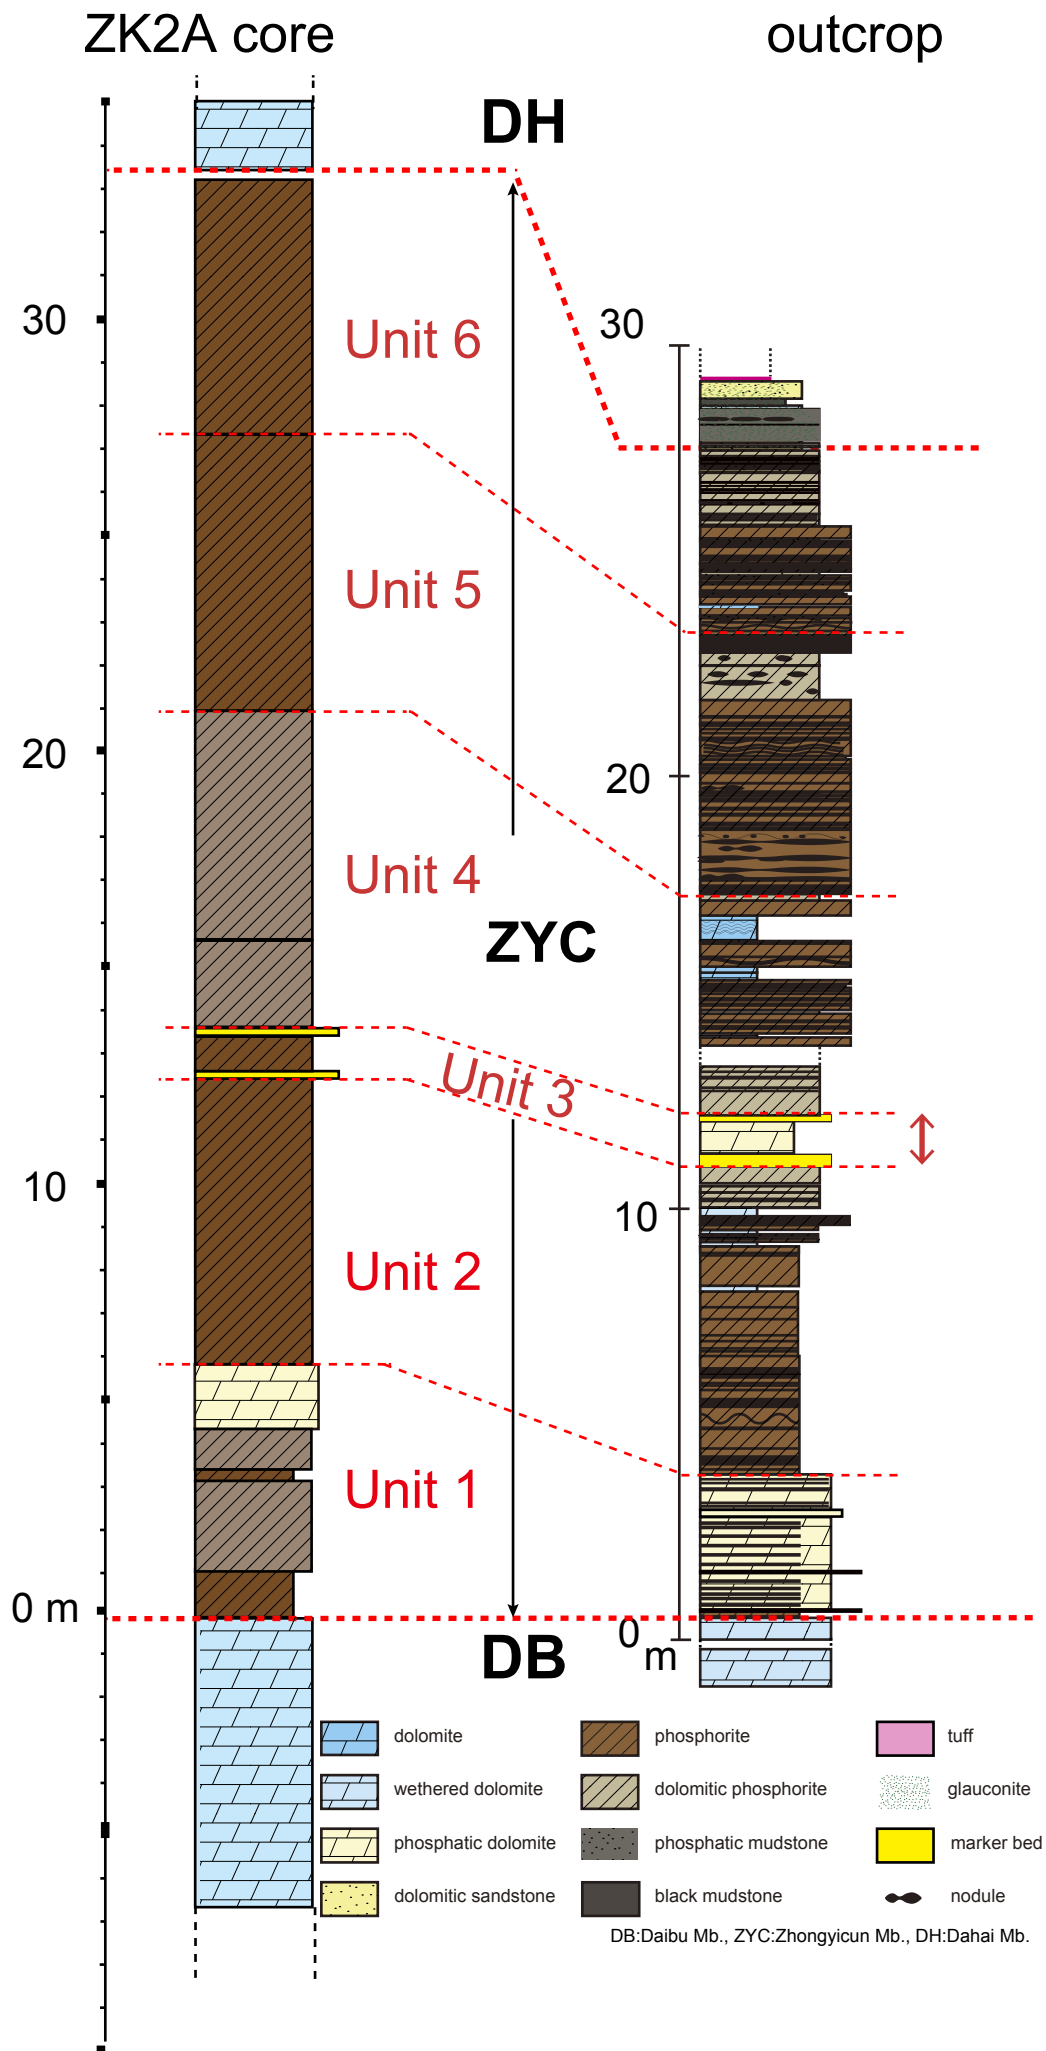 ZK2A core
outcrop
DH
30
Unit 6
30
Unit 5
20
20
Unit 4
ZYC
Unit 3
10
10
Unit 2
Unit 1
0 m
0
m
DB
dolomite
phosphorite
tuff
wethered dolomite
dolomitic phosphorite
glauconite
phosphatic dolomite
phosphatic mudstone
marker bed
dolomitic sandstone
black mudstone
nodule
DB:Daibu Mb., ZYC:Zhongyicun Mb., DH:Dahai Mb.